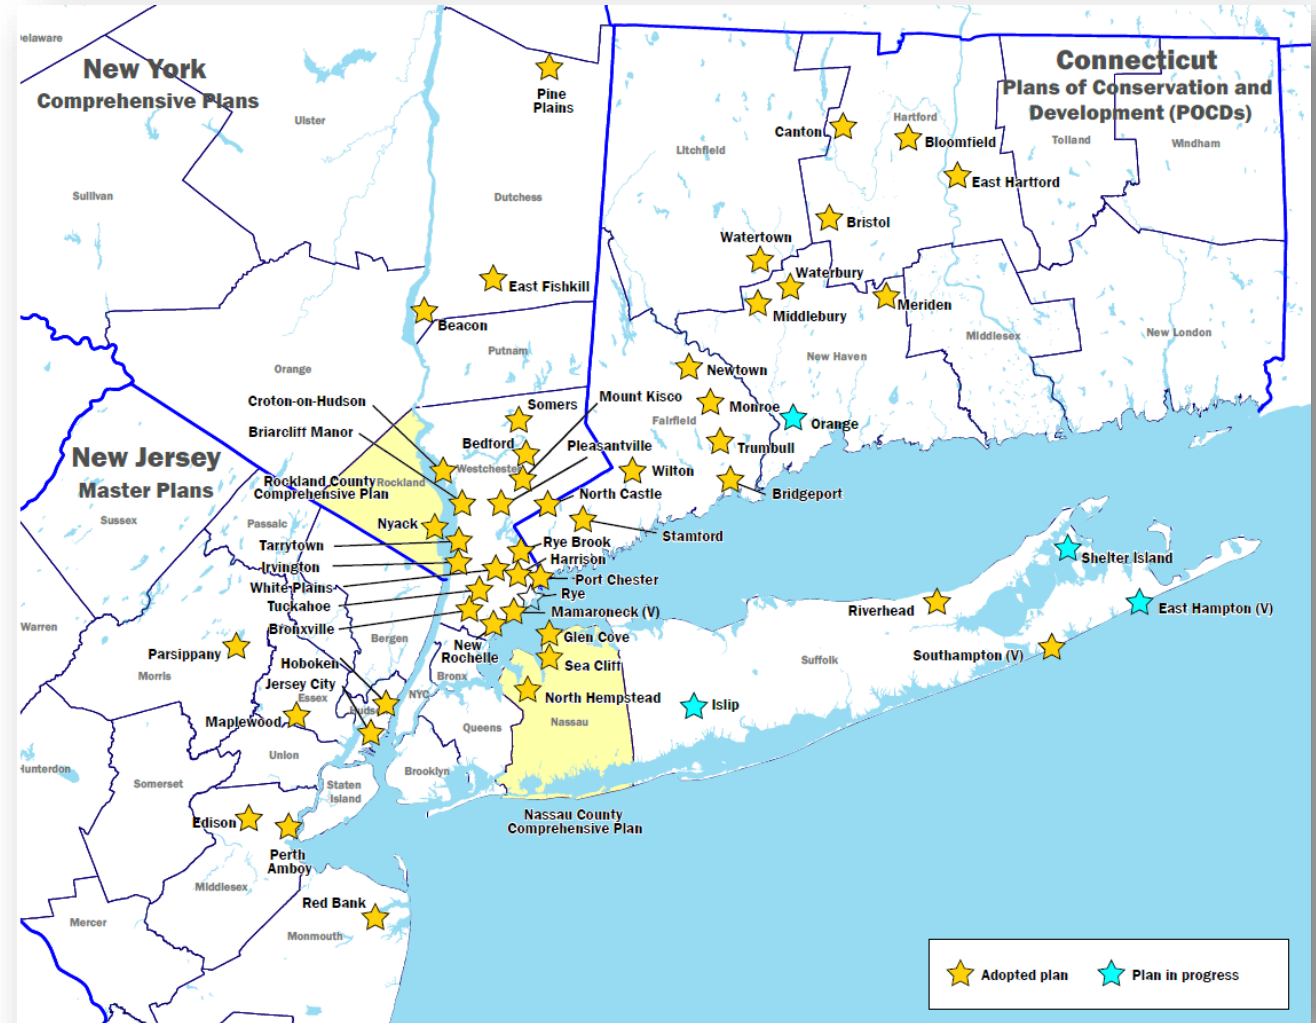 New York
Comprehensive Plans
Connecticut
Plans of Conservation and
Development (POCDs)
New Jersey
Master Plans
Ulster
Sullivan
Dutchess
Pine
Plains
Litchfield
Hartford
Tolland
Windham
Canton
Bloomfield
East Hartford
Bristol
Watertown
Waterbury
Middlebury
Meriden
East Fishkill
Beacon
Putnam
Orange
Middlesex
New London
New Haven
Newtown
Monroe
Fairfield
Orange
Trumbull
Wilton
Bridgeport
Stamford
Croton-on-Hudson
Briarcliff Manor
Somers
Mount Kisco
Bedford
Pleasantville
Westchester
North Castle
Rockland County
Comprehensive Plan
Rockland
Nyack
Tarrytown
Irvington
White Plains
Tuckahoe
Bronxville
Rye Brook
Harrison
Port Chester
Rye
Mamaroneck (V)
New
Rochelle
Glen Cove
Sea Cliff
North Hempstead
Nassau
Nassau County
Comprehensive Plan
Sussex
Passaic
Warren
Bergen
Parsippany
Morris
Hoboken
Jersey City
Essex
Maplewood
Union
NYC
Bronx
Queens
Brooklyn
Staten
Island
Somerset
Edison
Perth
Amboy
Middlesex
Mercer
Red Bank
Monmouth
Suffolk
Islip
Riverhead
Southampton (V)
Shelter Island
East Hampton (V)
Adopted plan
Plan in progress